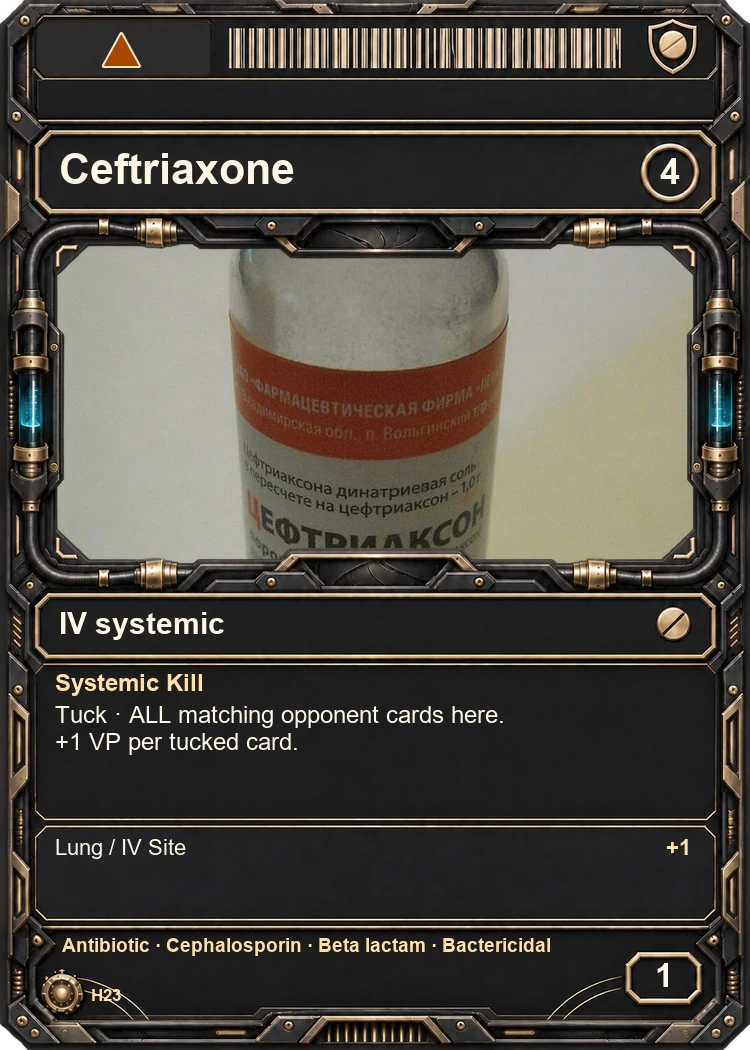 Ceftriaxone
4
ФАРМАЦЕВТИЧЕСКАЯ ФИРМА
Владимирская обл., п. Вольгинский
Цефтриаксона динатриевая соль
в пересчете на цефтриаксон – 1,0 г
ЦЕФТРИАКСОН
IV systemic
Systemic Kill
Tuck · ALL matching opponent cards here.
+1 VP per tucked card.
Lung / IV Site
+1
Antibiotic · Cephalosporin · Beta lactam · Bactericidal
H23
1